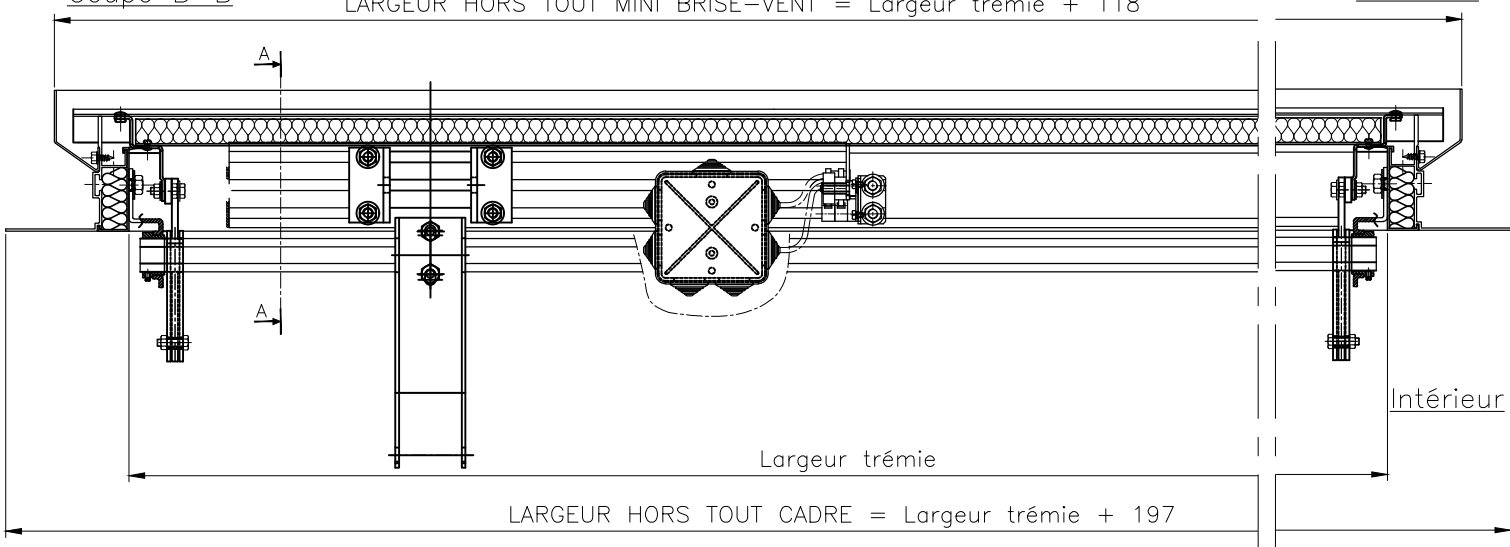 Coupe B-B
LARGEUR HORS TOUT MINI BRISE-VENT = Largeur trémie + 118
A
A
Intérieur
Largeur trémie
LARGEUR HORS TOUT CADRE = Largeur trémie + 197